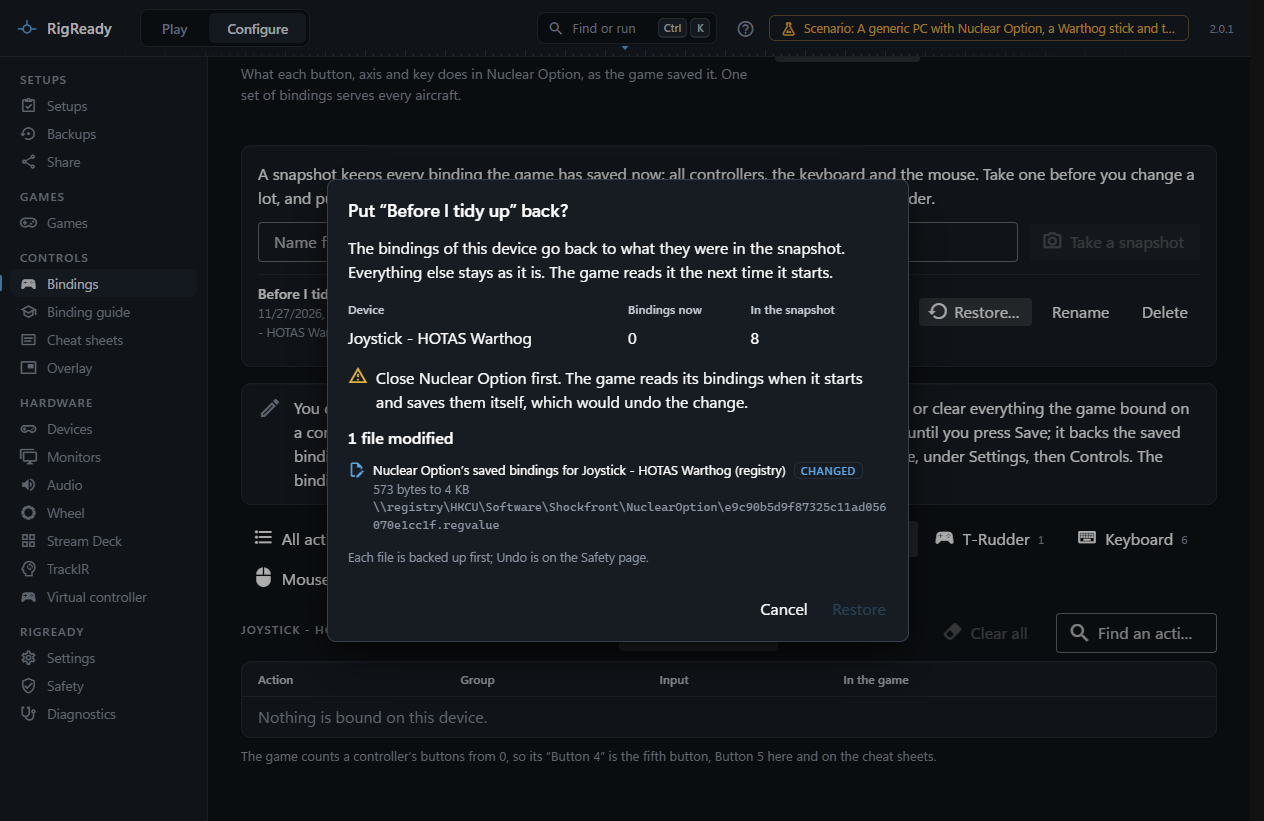 RigReady
Play
Configure
Find or run
Ctrl
K
Scenario: A generic PC with Nuclear Option, a Warthog stick and t...
2.0.1
SETUPS
Setups
Backups
Share
GAMES
Games
CONTROLS
Bindings
Binding guide
Cheat sheets
Overlay
HARDWARE
Devices
Monitors
Audio
Wheel
Stream Deck
TrackIR
Virtual controller
RIGREADY
Settings
Safety
Diagnostics
What each button, axis and key does in Nuclear Option, as the game saved it. One
set of bindings serves every aircraft.
A snapshot keeps every binding the game has saved now: all controllers, the keyboard and the mouse. Take one before you change a
lot, and
der.
Name
Take a snapshot
Before I
11/27/2026,
- HOTAS
Restore...
Rename
Delete
You
or clear everything the game bound on
a
until you press Save; it backs the saved
e, under Settings, then Controls. The
All
T-Rudder 1
Keyboard 6
Mouse
JOYSTICK -
Clear all
Find an acti...
Action
Group
Input
In the game
Nothing is bound on this device.
The game counts a controller's buttons from 0, so its “Button 4” is the fifth button, Button 5 here and on the cheat sheets.
Put “Before I tidy up” back?
The bindings of this device go back to what they were in the snapshot.
Everything else stays as it is. The game reads it the next time it starts.
Device
Bindings now
In the snapshot
Joystick - HOTAS Warthog
0
8
Close Nuclear Option first. The game reads its bindings when it starts
and saves them itself, which would undo the change.
1 file modified
Nuclear Option's saved bindings for Joystick - HOTAS Warthog (registry)
CHANGED
573 bytes to 4 KB
\\registry\HKCU\Software\Shockfront\NuclearOption\e9c90b5d9f87325c11ad056
070e1cc1f.regvalue
Each file is backed up first; Undo is on the Safety page.
Cancel
Restore